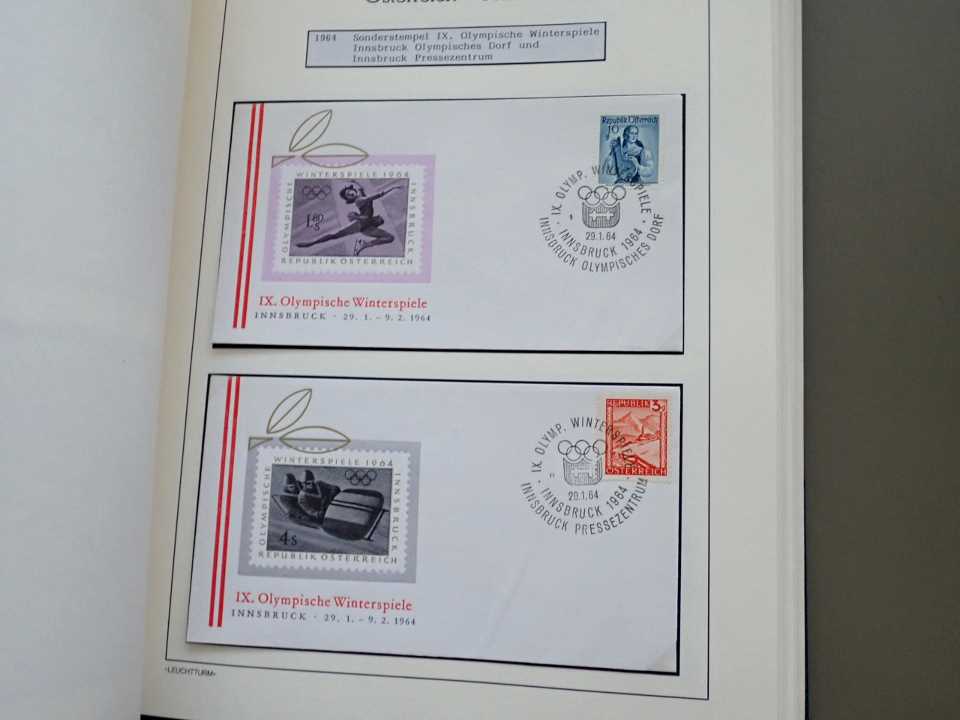 1964 Sonderstempel IX. Olympische Winterspiele
Innsbruck Olympisches Dorf und
Innsbruck Pressezentrum
WINTERSPIELE 1964
OLYMPISCHE
INNSBRUCK
1.80
S
REPUBLIK ÖSTERREICH
IX. Olympische Winterspiele
INNSBRUCK · 29. 1. – 9. 2. 1964
Republik Österreich
10
· IX. OLYMP. WINTERSPIELE ·
29.1.64
INNSBRUCK 1964
INNSBRUCK OLYMPISCHES DORF
WINTERSPIELE 1964
OLYMPISCHE
INNSBRUCK
4s
REPUBLIK ÖSTERREICH
IX. Olympische Winterspiele
INNSBRUCK · 29. 1. – 9. 2. 1964
REPUBLIK
3
ÖSTERREICH
· IX. OLYMP. WINTERSPIELE ·
29.1.64
INNSBRUCK 1964
INNSBRUCK PRESSEZENTRUM
·LEUCHTTURM·